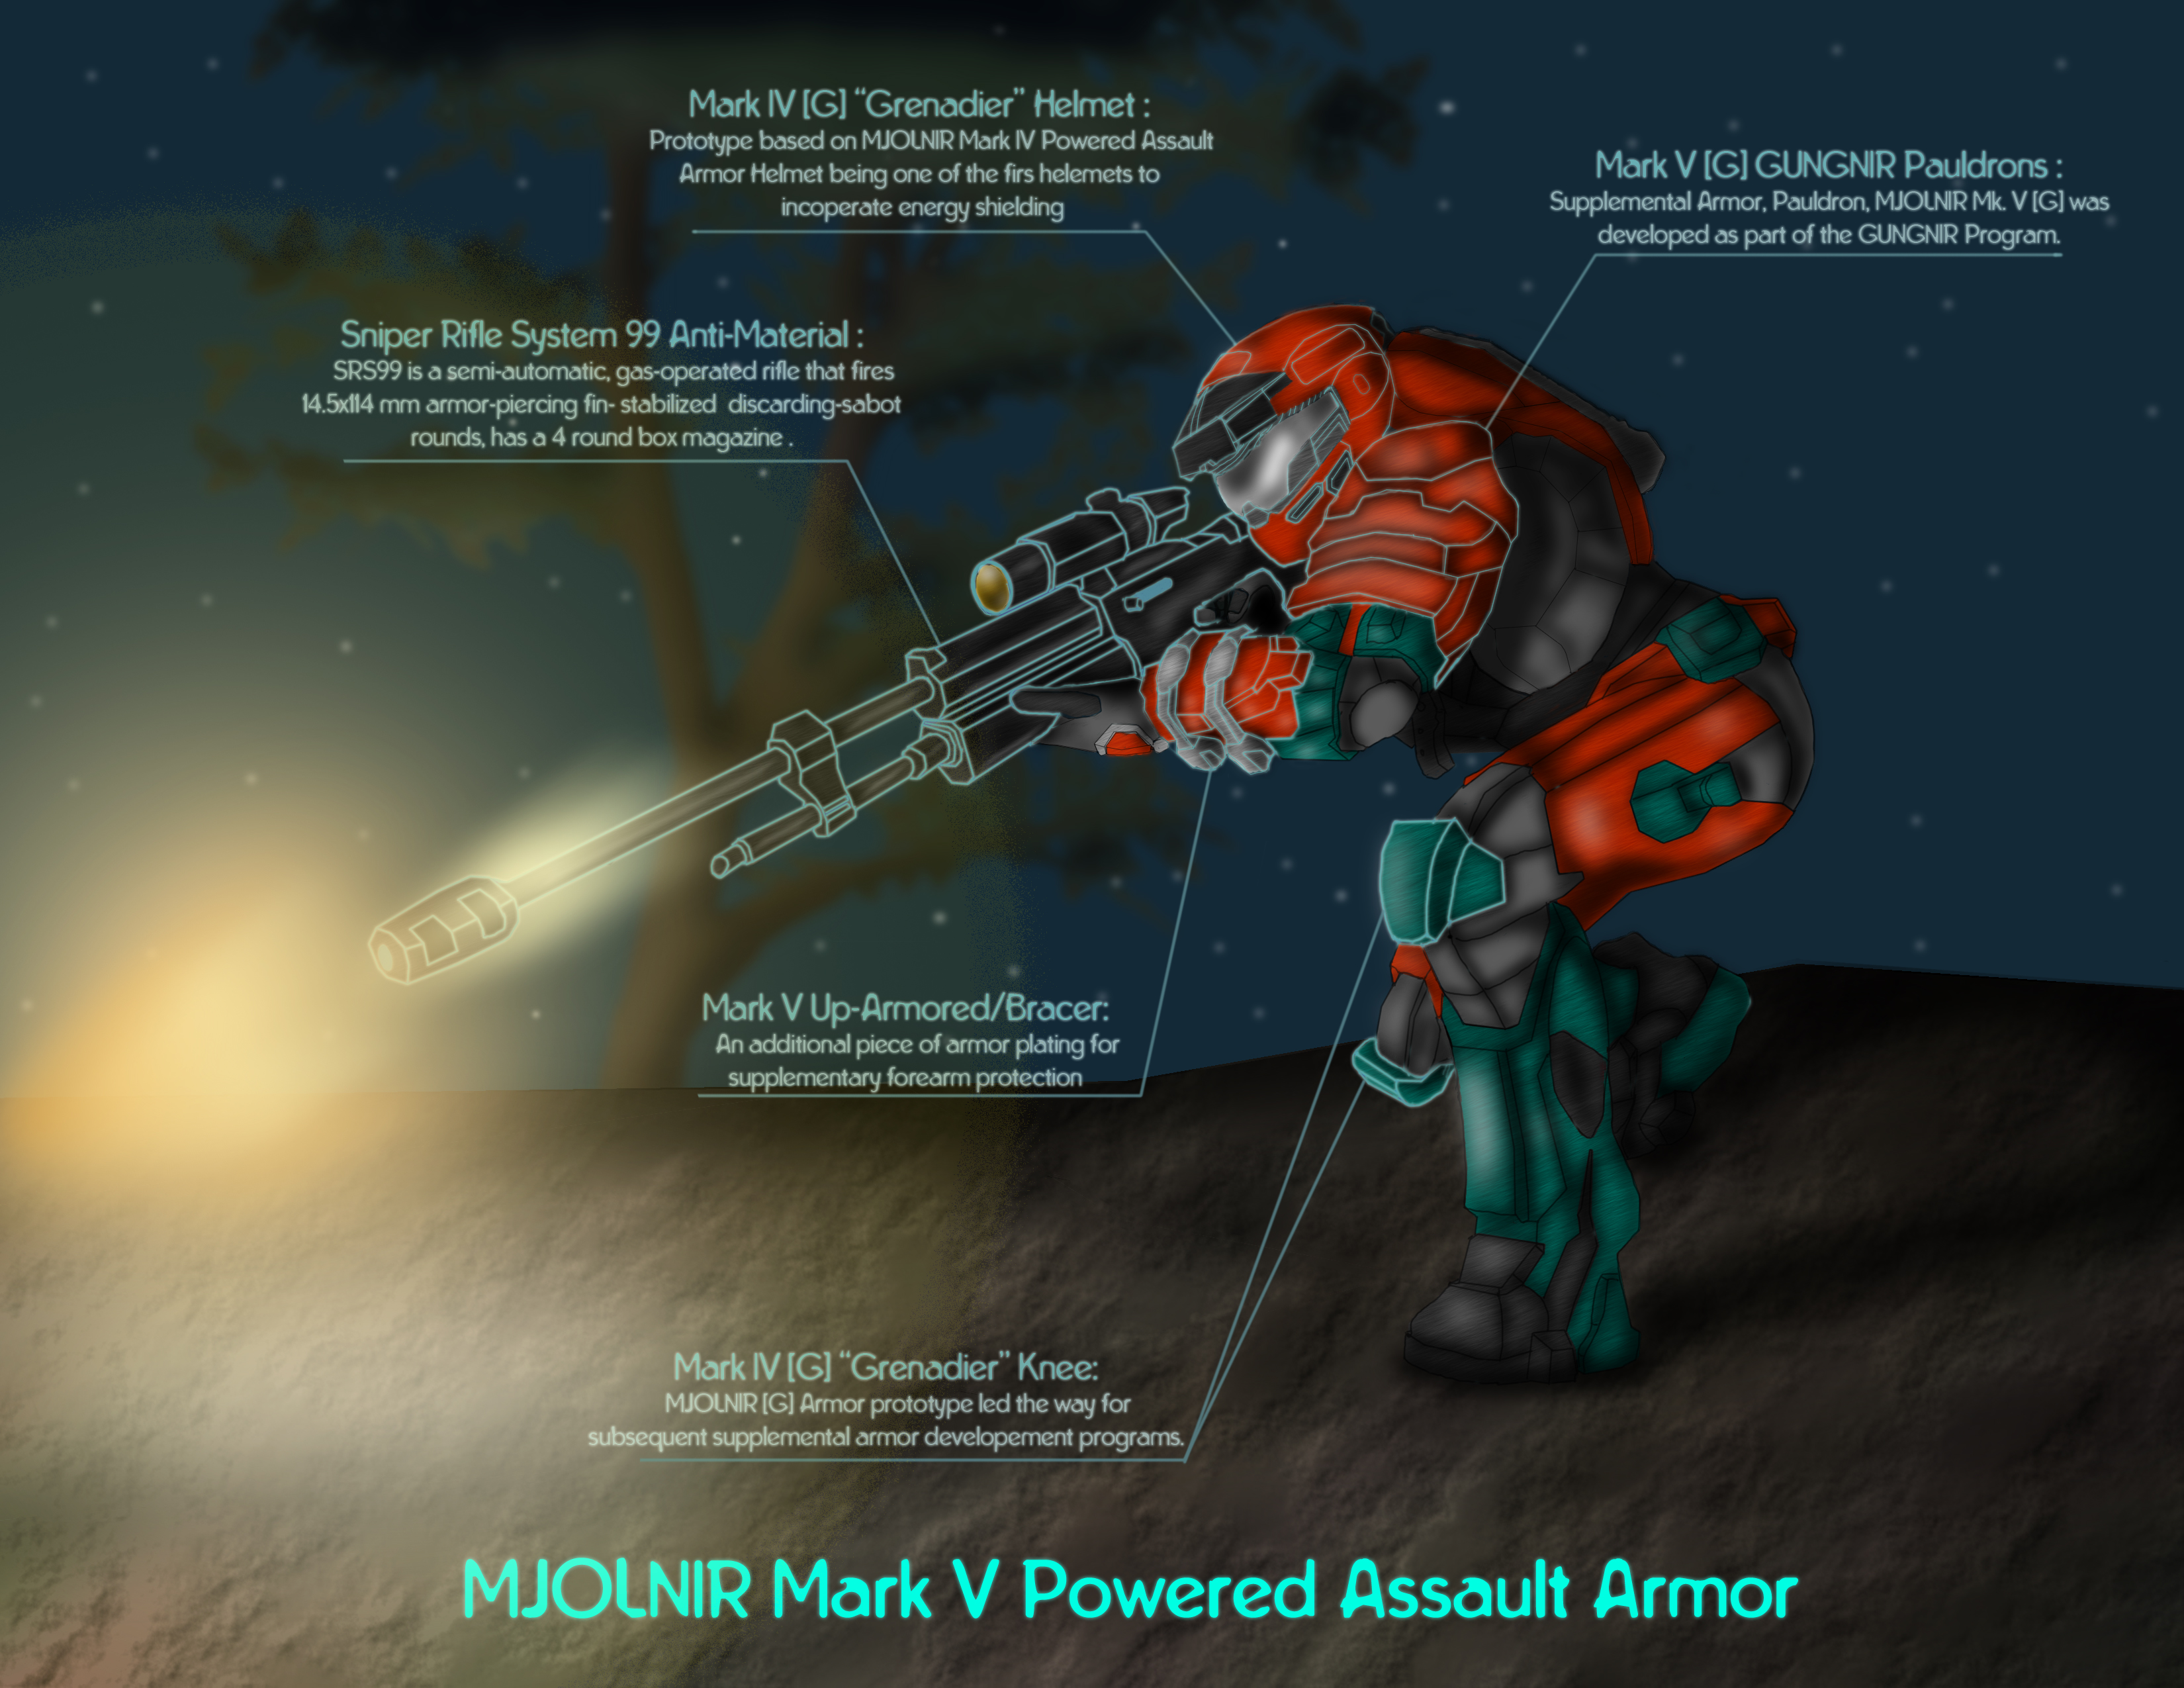 Mark IV [G] “Grenadier” Helmet :
Prototype based on MJOLNIR Mark IV Powered Assault
Armor Helmet being one of the firs helemets to
incoperate energy shielding
Mark V [G] GUNGNIR Pauldrons :
Supplemental Armor, Pauldron, MJOLNIR Mk. V [G] was
developed as part of the GUNGNIR Program.
Sniper Rifle System 99 Anti-Material :
SRS99 is a semi-automatic, gas-operated rifle that fires
14.5x114 mm armor-piercing fin- stabilized  discarding-sabot
rounds, has a 4 round box magazine .
Mark V Up-Armored/Bracer:
An additional piece of armor plating for
supplementary forearm protection
Mark IV [G] “Grenadier” Knee:
MJOLNIR [G] Armor prototype led the way for
subsequent supplemental armor developement programs.
MJOLNIR Mark V Powered Assault Armor